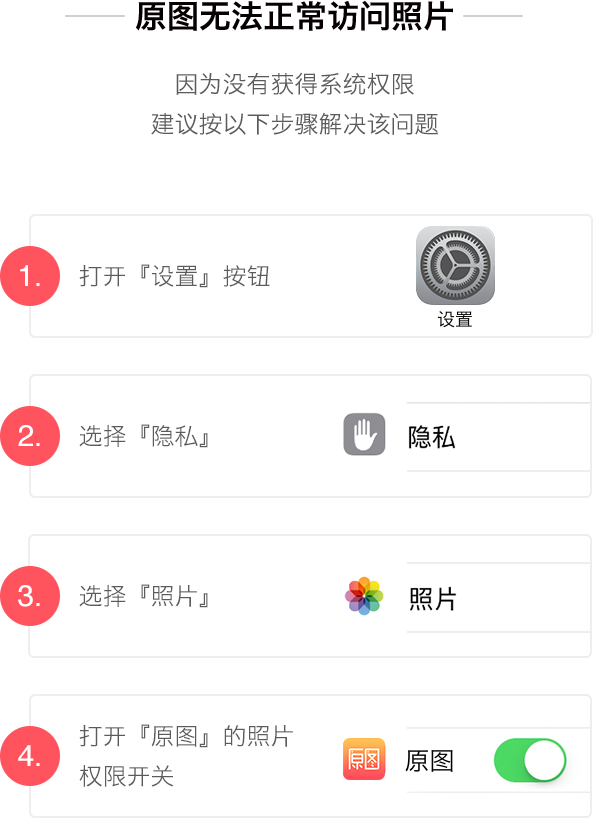 原图无法正常访问照片
因为没有获得系统权限
建议按以下步骤解决该问题
1.
打开『设置』按钮
设置
2.
选择『隐私』
隐私
3.
选择『照片』
照片
4.
打开『原图』的照片
权限开关
原图
原图